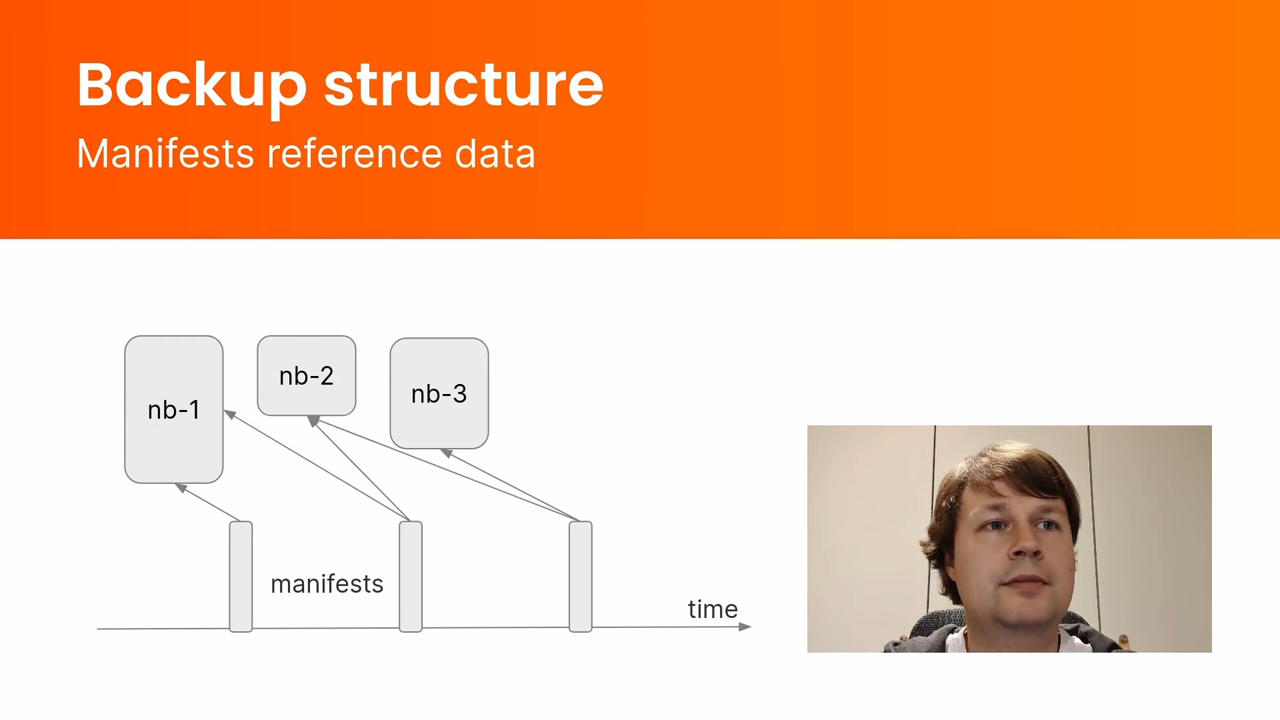 Backup structure
Manifests reference data
nb-1
nb-2
nb-3
manifests
time